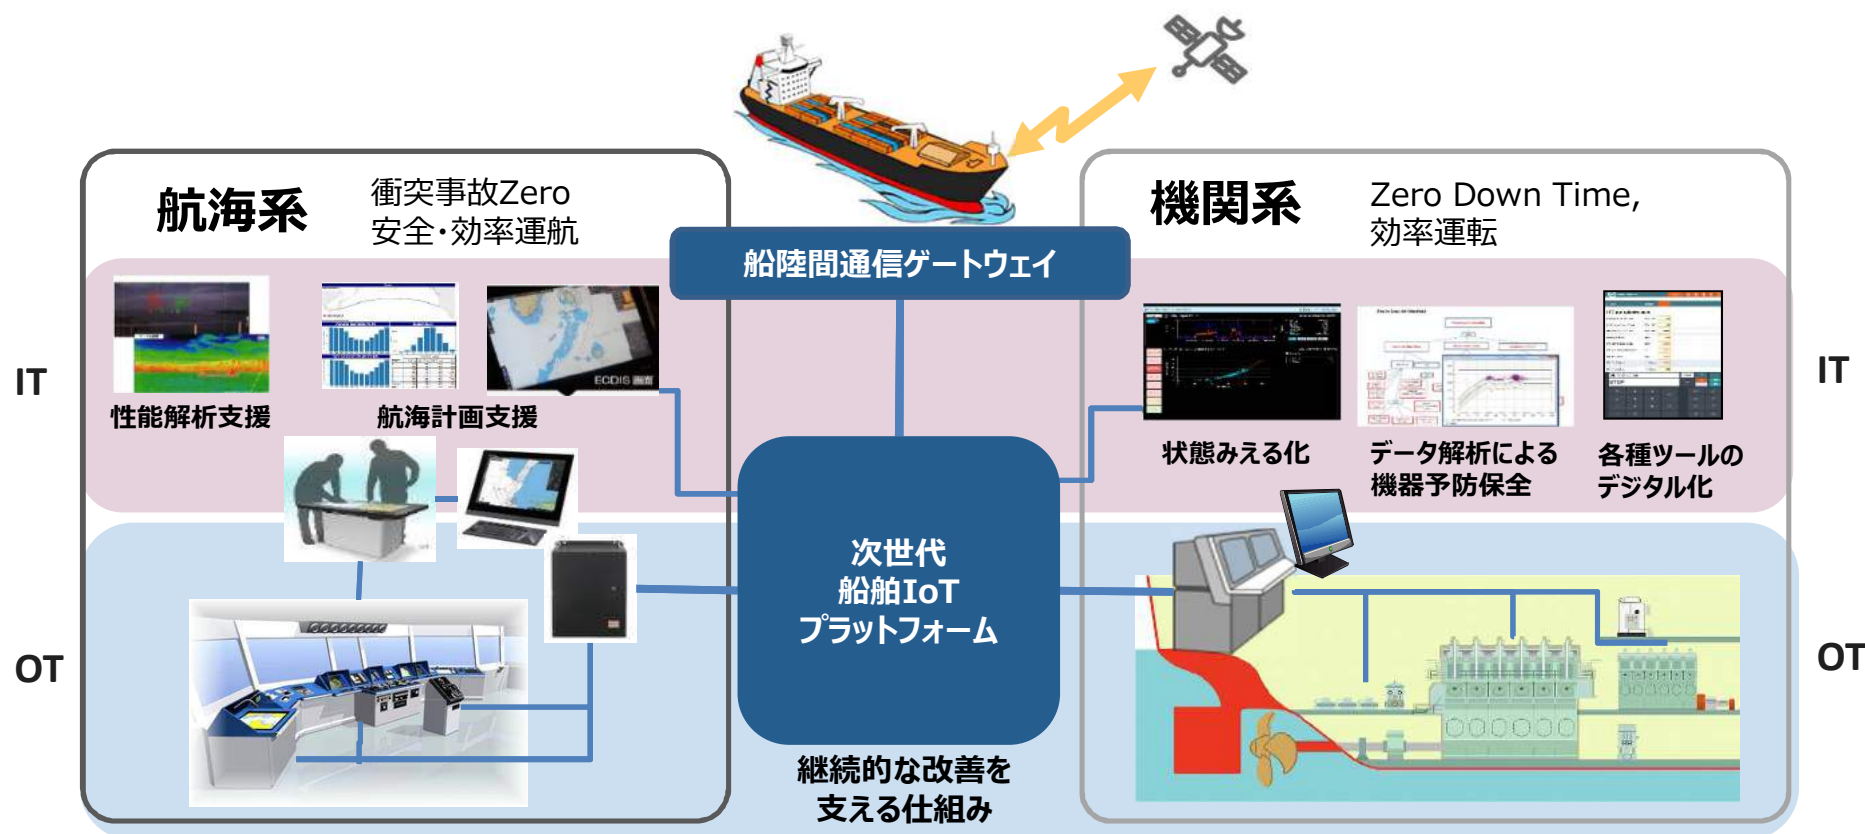 航海系
衝突事故Zero
安全・効率運航
機関系
Zero Down Time,
効率運転
船陸間通信ゲートウェイ
IT
IT
ECDIS 画面
性能解析支援
航海計画支援
状態みえる化
データ解析による
機器予防保全
各種ツールの
デジタル化
次世代
船舶IoT
プラットフォーム
OT
OT
継続的な改善を
支える仕組み